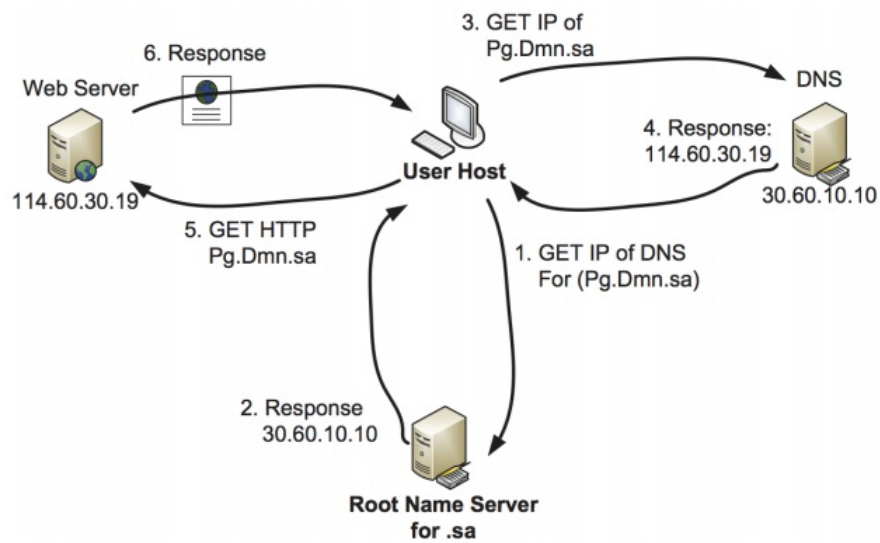 3. GET IP of
Pg.Dmn.sa
6. Response
DNS
Web Server
4. Response:
114.60.30.19
User Host
114.60.30.19
30.60.10.10
5. GET HTTP
Pg.Dmn.sa
1. GET IP of DNS
For (Pg.Dmn.sa)
2. Response
30.60.10.10
Root Name Server
for .sa